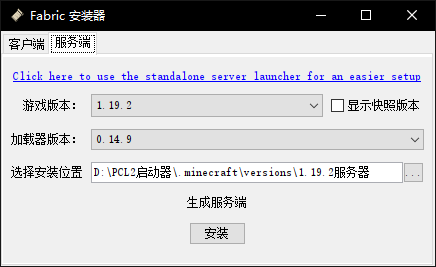 Fabric 安装器
客户端 服务端
Click here to use the standalone server launcher for an easier setup
游戏版本： 1.19.2 显示快照版本
加载器版本： 0.14.9
选择安装位置 D:\PCL2启动器\.minecraft\versions\1.19.2服务器 ...
生成服务端
安装